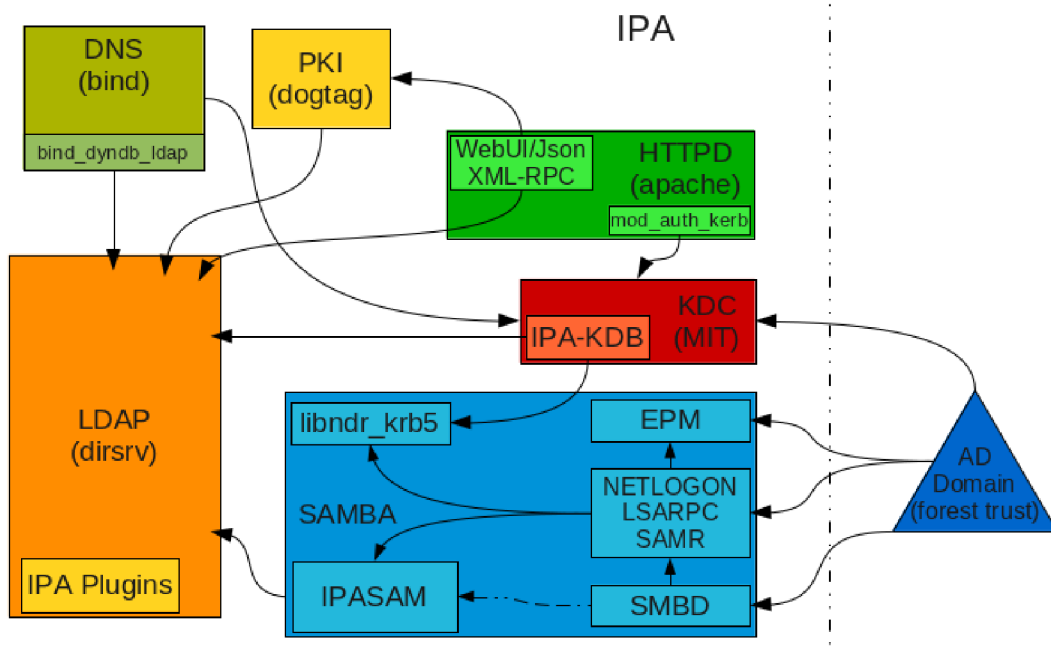 IPA
DNS
(bind)
bind_dyndb_ldap
PKI
(dogtag)
WebUI/Json
XML-RPC
HTTPD
(apache)
mod_auth_kerb
KDC
(MIT)
IPA-KDB
LDAP
(dirsrv)
IPA Plugins
libndr_krb5
EPM
SAMBA
NETLOGON
LSARPC
SAMR
IPASAM
SMBD
AD
Domain
(forest trust)